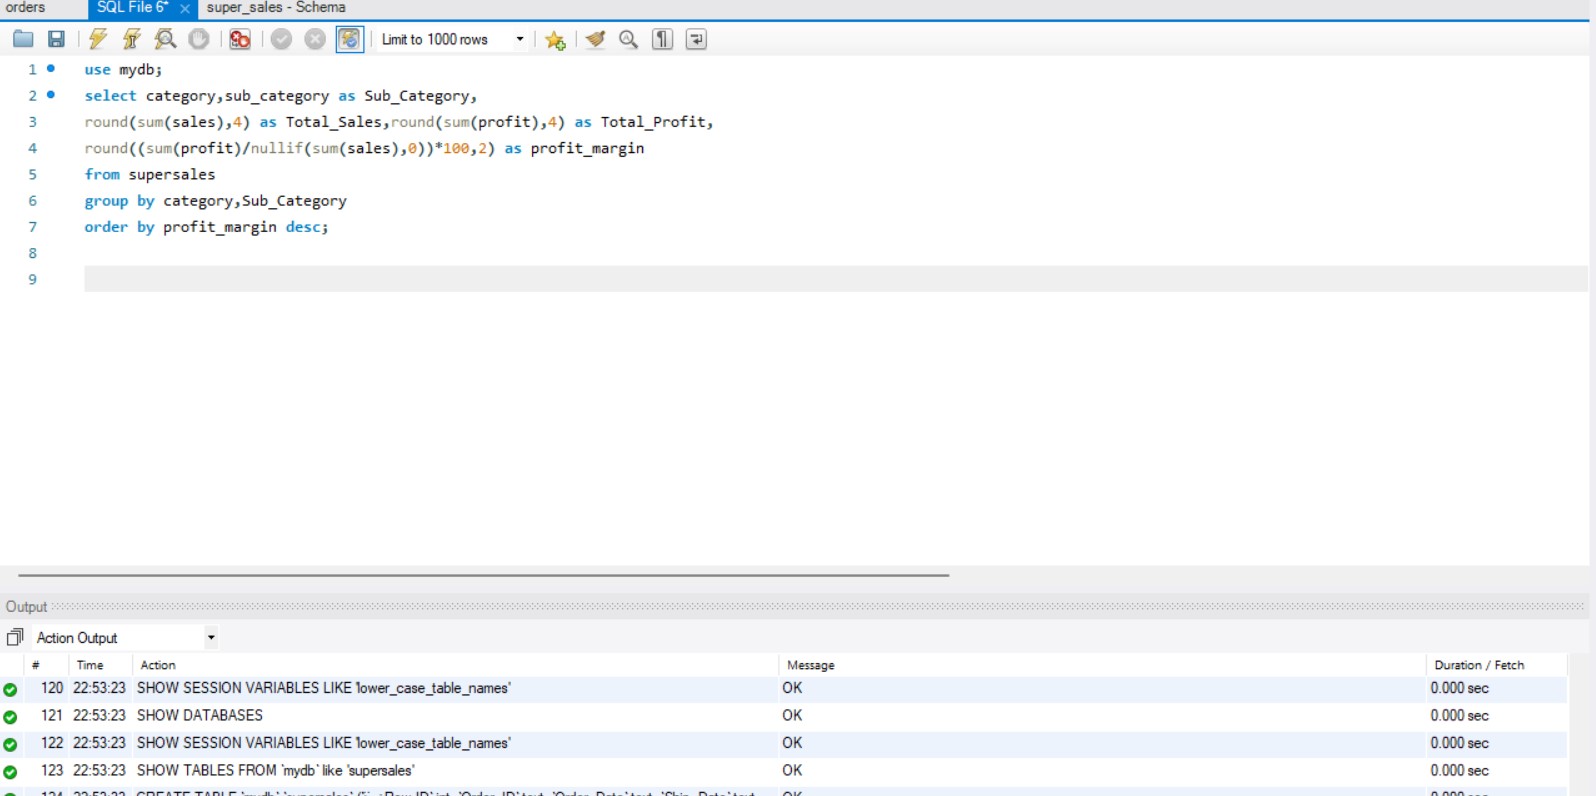 orders SQL File 6* × super_sales - Schema
Limit to 1000 rows
1 use mydb;
2 select category,sub_category as Sub_Category,
3 round(sum(sales),4) as Total_Sales,round(sum(profit),4) as Total_Profit,
4 round((sum(profit)/nullif(sum(sales),0))*100,2) as profit_margin
5 from supersales
6 group by category,Sub_Category
7 order by profit_margin desc;
8
9
Output
Action Output
# Time Action Message Duration / Fetch
120 22:53:23 SHOW SESSION VARIABLES LIKE 'lower_case_table_names' OK 0.000 sec
121 22:53:23 SHOW DATABASES OK 0.000 sec
122 22:53:23 SHOW SESSION VARIABLES LIKE 'lower_case_table_names' OK 0.000 sec
123 22:53:23 SHOW TABLES FROM `mydb` like 'supersales' OK 0.000 sec